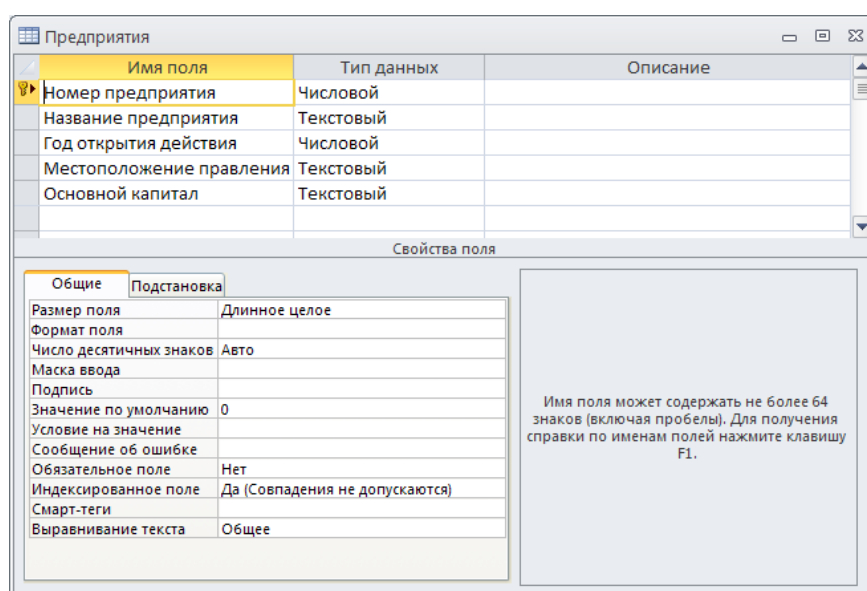 Предприятия
Имя поля Тип данных Описание
Номер предприятия Числовой
Название предприятия Текстовый
Год открытия действия Числовой
Местоположение правления Текстовый
Основной капитал Текстовый
Свойства поля
Общие Подстановка
Размер поля Длинное целое
Формат поля
Число десятичных знаков Авто
Маска ввода
Подпись
Значение по умолчанию 0
Условие на значение
Сообщение об ошибке
Обязательное поле Нет
Индексированное поле Да (Совпадения не допускаются)
Смарт-теги
Выравнивание текста Общее
Имя поля может содержать не более 64
знаков (включая пробелы). Для получения
справки по именам полей нажмите клавишу
F1.